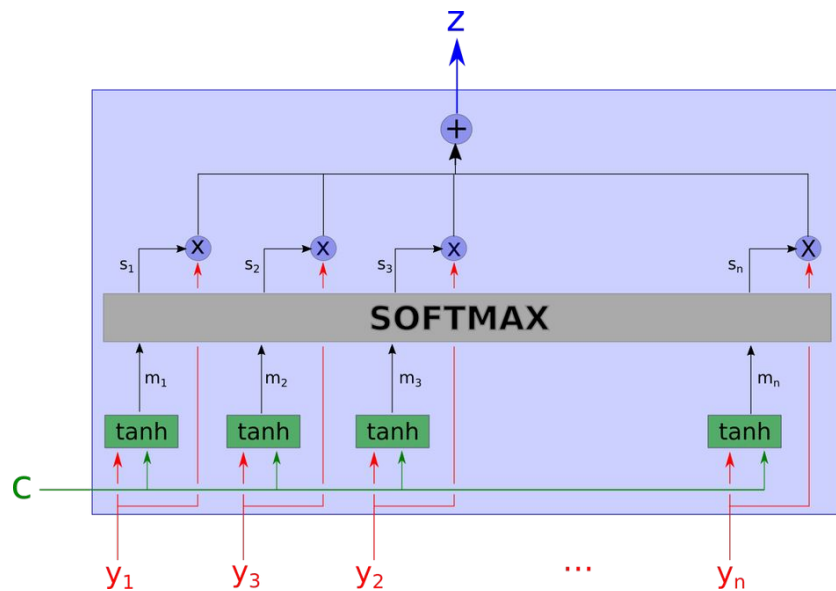 z
+
x x x X
s₁ s₂ s₃ sₙ
SOFTMAX
m₁ m₂ m₃ mₙ
tanh tanh tanh tanh
c
y₁ y₃ y₂ ... yₙ